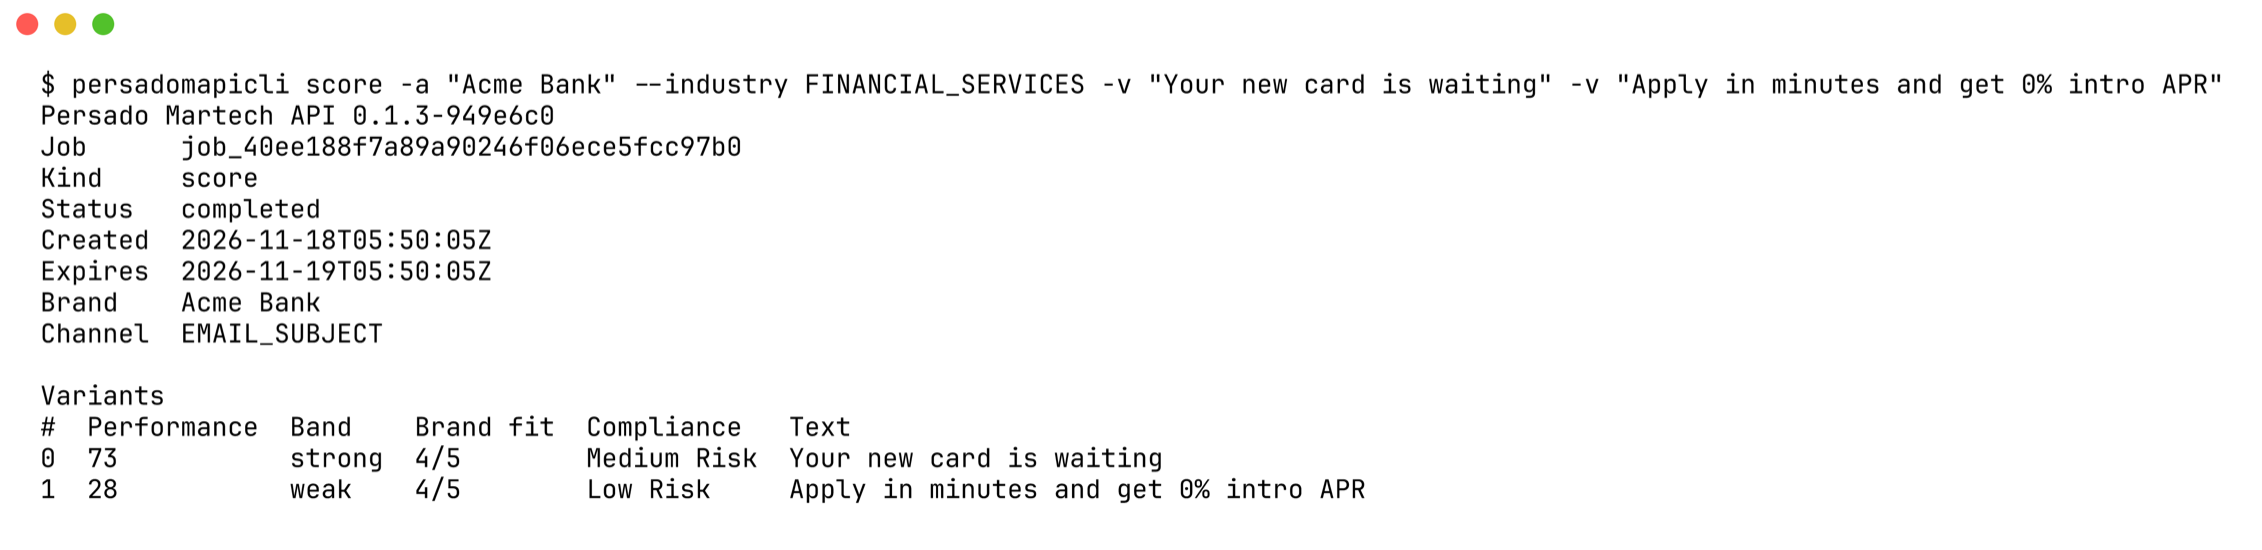 $ persadomapicli score -a "Acme Bank" --industry FINANCIAL_SERVICES -v "Your new card is waiting" -v "Apply in minutes and get 0% intro APR"
Persado Martech API 0.1.3-949e6c0
Job      job_40ee188f7a89a90246f06ece5fcc97b0
Kind     score
Status   completed
Created  2026-11-18T05:50:05Z
Expires  2026-11-19T05:50:05Z
Brand    Acme Bank
Channel  EMAIL_SUBJECT

Variants
#  Performance  Band    Brand fit  Compliance   Text
0  73           strong  4/5        Medium Risk  Your new card is waiting
1  28           weak    4/5        Low Risk     Apply in minutes and get 0% intro APR